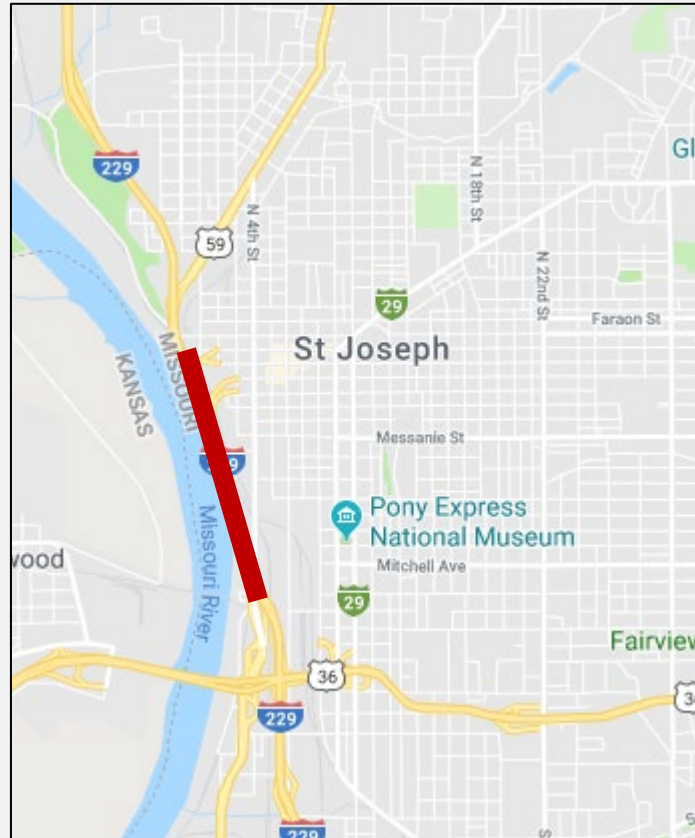 Gl
229
N 18th St
N 4th St
59
N 22nd St
29
Faraon St
MISSOURI
KANSAS
St Joseph
Messanie St
Missouri River
Pony Express
National Museum
wood
Mitchell Ave
29
Fairview
36
229
S
229